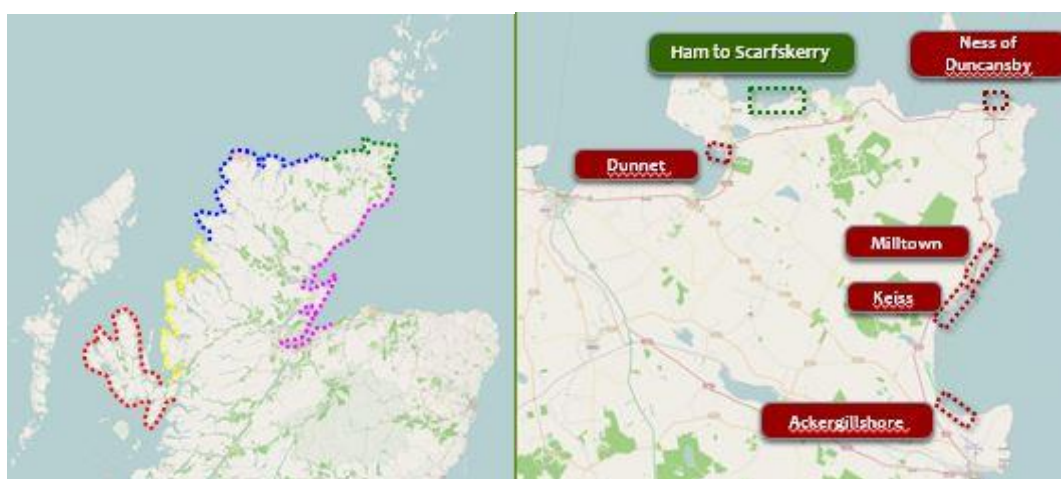 Ham to Scarfskerry
Ness of
Duncansby
Dunnet
Milltown
Keiss
Ackergillshore